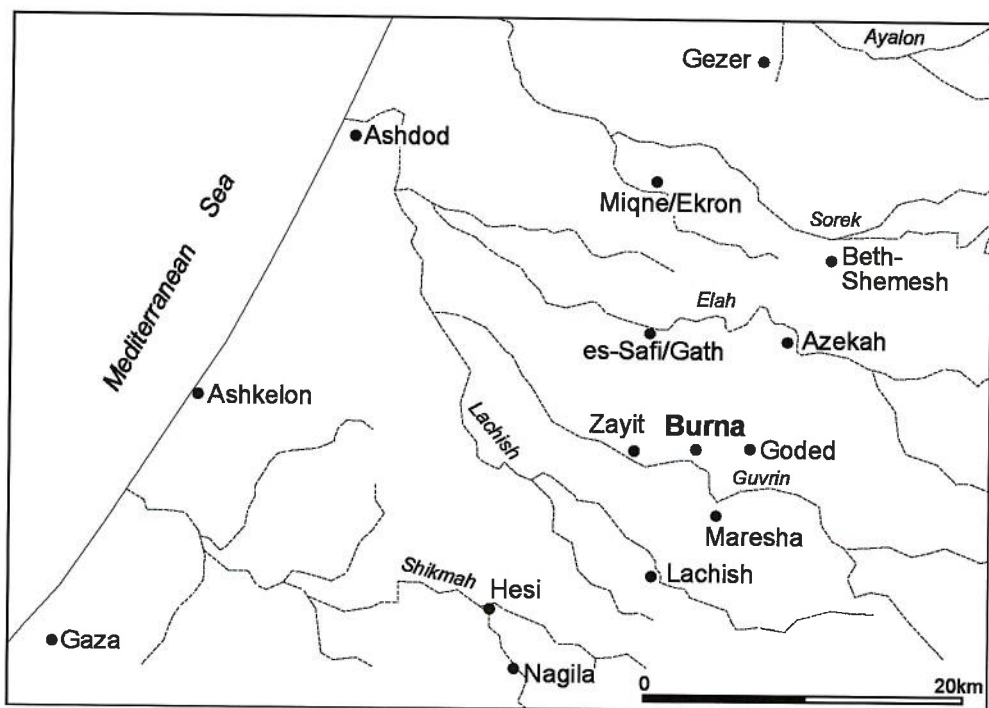 Ayalon
Gezer
Ashdod
Mediterranean Sea
Miqne/Ekron
Sorek
Beth-
Shemesh
Elah
es-Safi/Gath
Azekah
Ashkelon
Lachish
Zayit
Burna
Goded
Guvrin
Maresha
Shikmah
Hesi
Lachish
Gaza
Nagila
0 20km